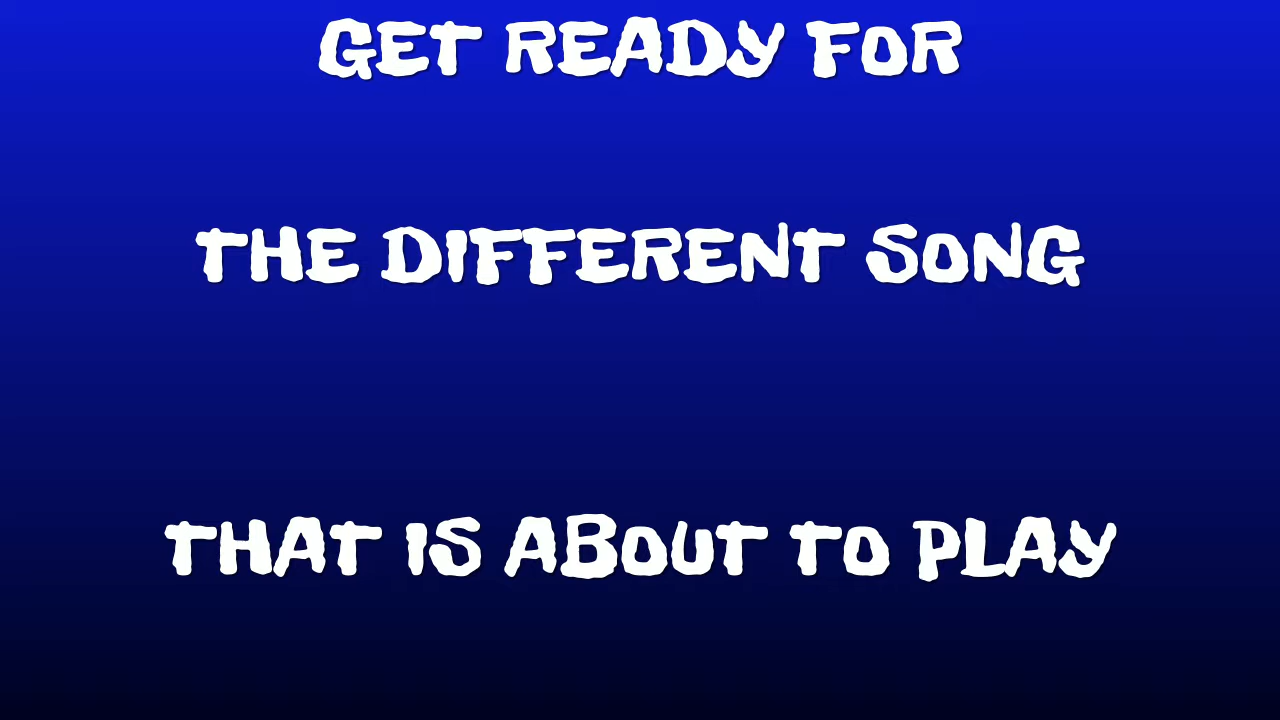 GET READY FOR
THE DIFFERENT SONG
THAT IS ABOUT TO PLAY